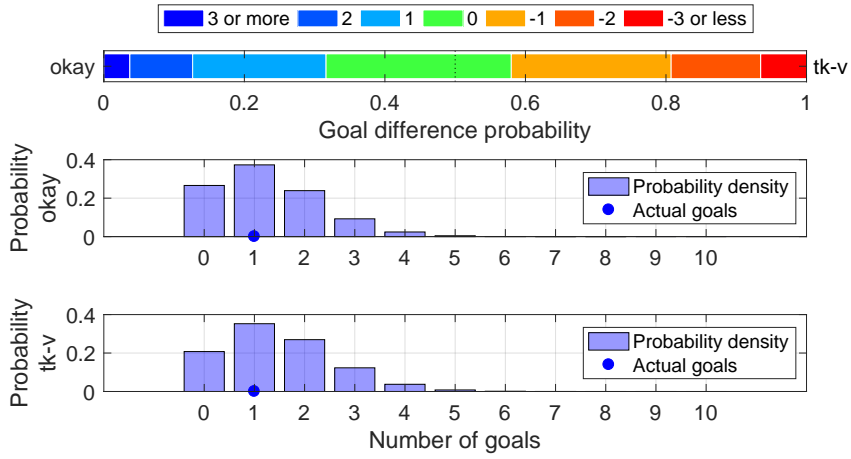 3 or more 2 1 0 -1 -2 -3 or less
okay tk-v
0 0.2 0.4 0.6 0.8 1
Goal difference probability
Probability
okay
0.4
0.2
0
Probability density
Actual goals
0 1 2 3 4 5 6 7 8 9 10
Probability
tk-v
0.4
0.2
0
Probability density
Actual goals
0 1 2 3 4 5 6 7 8 9 10
Number of goals